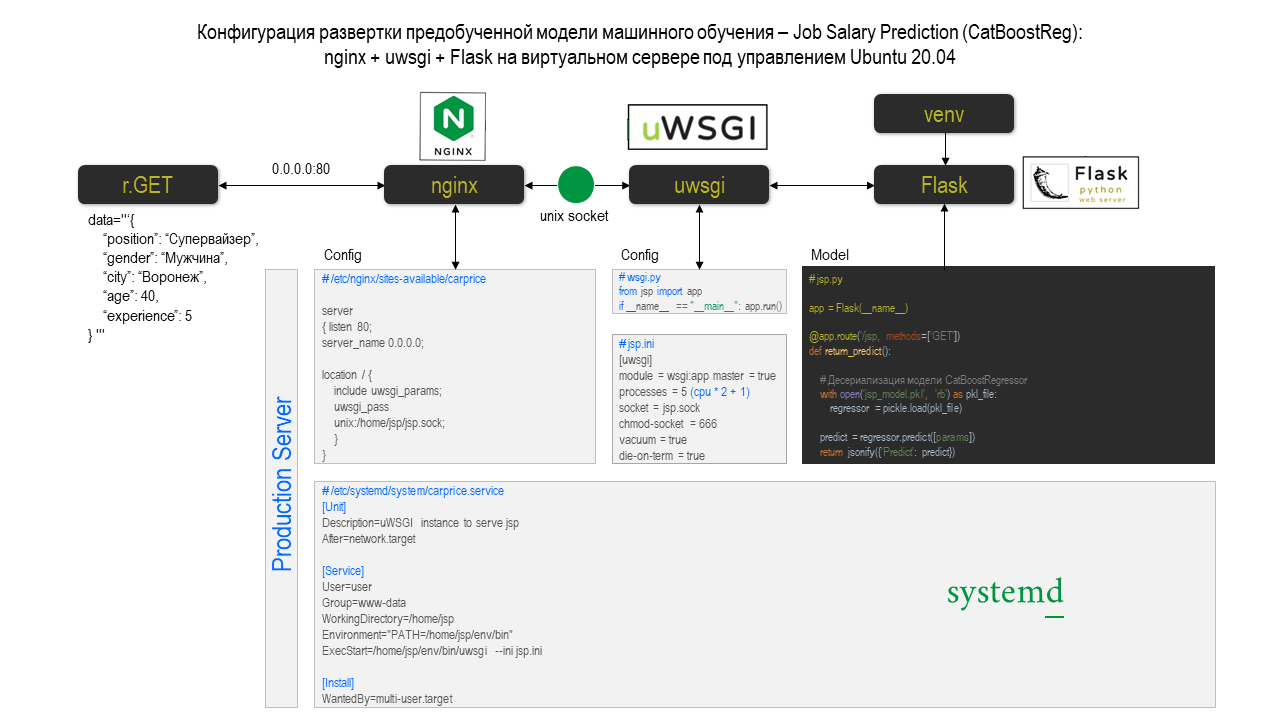 Конфигурация развертки предобученной модели машинного обучения – Job Salary Prediction (CatBoostReg):
nginx + uwsgi + Flask на виртуальном сервере под управлением Ubuntu 20.04
N
NGINX
uWSGI
venv
r.GET
0.0.0.0:80
nginx
unix socket
uwsgi
Flask
Flask
python
web server
data='''{
“position”: “Супервайзер”,
“gender”: “Мужчина”,
“city”: “Воронеж”,
“age”: 40,
“experience”: 5
} '''
Production Server
Config
# /etc/nginx/sites-available/carprice
server
{ listen 80;
server_name 0.0.0.0;
location / {
include uwsgi_params;
uwsgi_pass
unix:/home/jsp/jsp.sock;
}
}
Config
# wsgi.py
from jsp import app
if __name__ == "__main__": app.run()
# jsp.ini
[uwsgi]
module = wsgi:app master = true
processes = 5 (cpu * 2 + 1)
socket = jsp.sock
chmod-socket = 666
vacuum = true
die-on-term = true
Model
# jsp.py
app = Flask(__name__)
@app.route('/jsp, methods=['GET'])
def return_predict():
# Десериализация модели CatBoostRegressor
with open('jsp_model.pkl', 'rb') as pkl_file:
regressor = pickle.load(pkl_file)
predict = regressor.predict([params])
return jsonify({'Predict': predict})
# /etc/systemd/system/carprice.service
[Unit]
Description=uWSGI instance to serve jsp
After=network.target
[Service]
User=user
Group=www-data
WorkingDirectory=/home/jsp
Environment="PATH=/home/jsp/env/bin"
ExecStart=/home/jsp/env/bin/uwsgi --ini jsp.ini
[Install]
WantedBy=multi-user.target
systemd